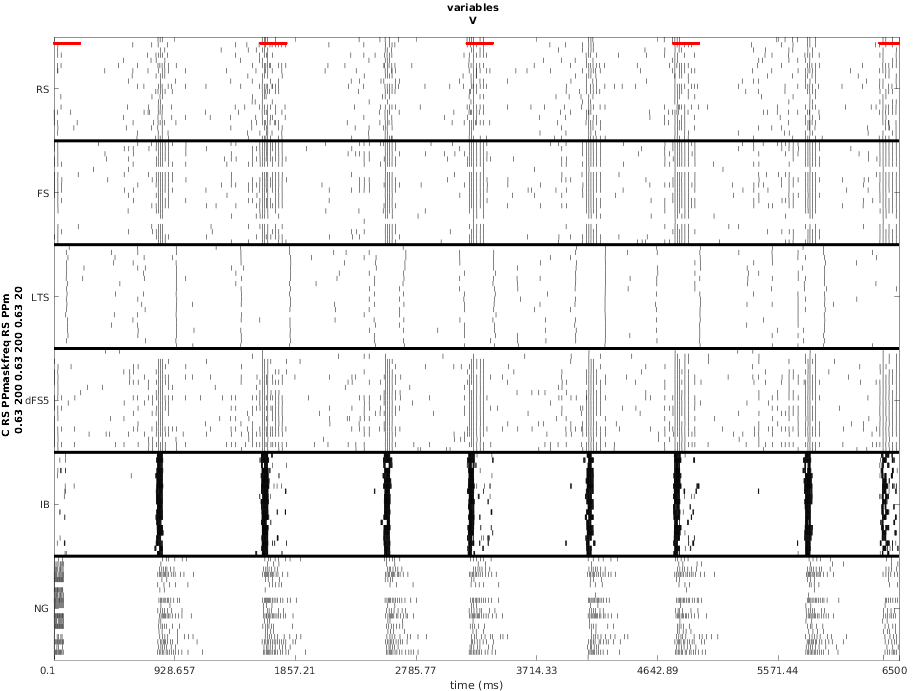 variables
V
C RS PPmaskfreq RS PPm
0.63 200 0.63 200 0.63 20
RS
FS
LTS
dFS5
IB
NG
0.1 928.657 1857.21 2785.77 3714.33 4642.89 5571.44 6500
time (ms)